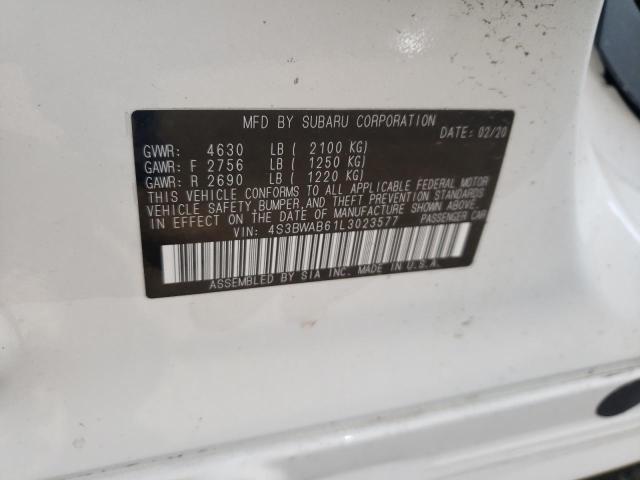 MFD BY SUBARU CORPORATION
DATE: 02/20
GVWR: 4630 LB ( 2100 KG)
GAWR: F 2756 LB ( 1250 KG)
GAWR: R 2690 LB ( 1220 KG)
THIS VEHICLE CONFORMS TO ALL APPLICABLE FEDERAL MOTOR
VEHICLE SAFETY, BUMPER, AND THEFT PREVENTION STANDARDS
IN EFFECT ON THE DATE OF MANUFACTURE SHOWN ABOVE.
VIN: 4S3BWAB61L3023577 PASSENGER CAR
ASSEMBLED BY SIA INC. MADE IN U.S.A.